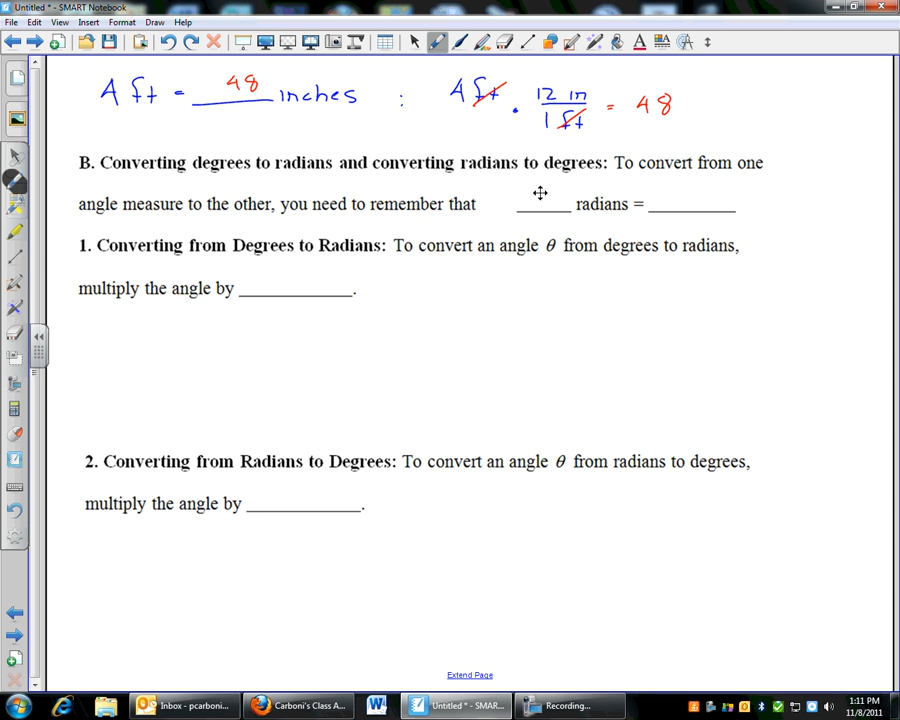 Untitled * - SMART Notebook
File Edit View Insert Format Draw Help
4 ft = 48 inches : 4 ft · 12 in / 1 ft = 48
B. Converting degrees to radians and converting radians to degrees: To convert from one
angle measure to the other, you need to remember that ______ radians = __________
1. Converting from Degrees to Radians: To convert an angle θ from degrees to radians,
multiply the angle by _____________.
2. Converting from Radians to Degrees: To convert an angle θ from radians to degrees,
multiply the angle by _____________.
Extend Page
Inbox - pcarboni... Carboni's Class A... Untitled * - SMAR... Recording...
1:11 PM
11/8/2011